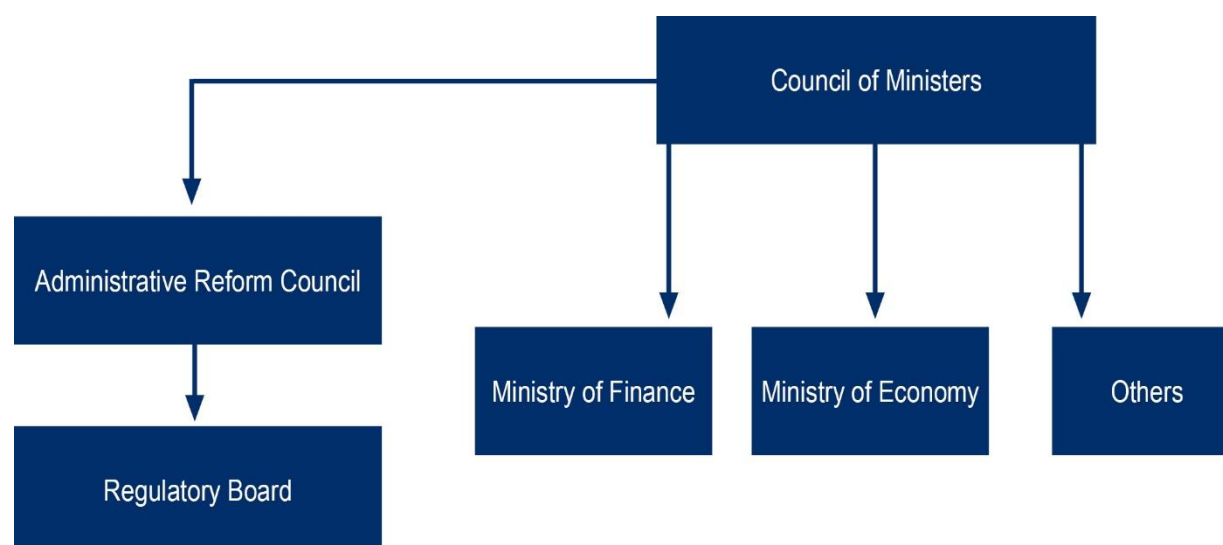 Council of Ministers
Administrative Reform Council
Ministry of Finance
Ministry of Economy
Others
Regulatory Board